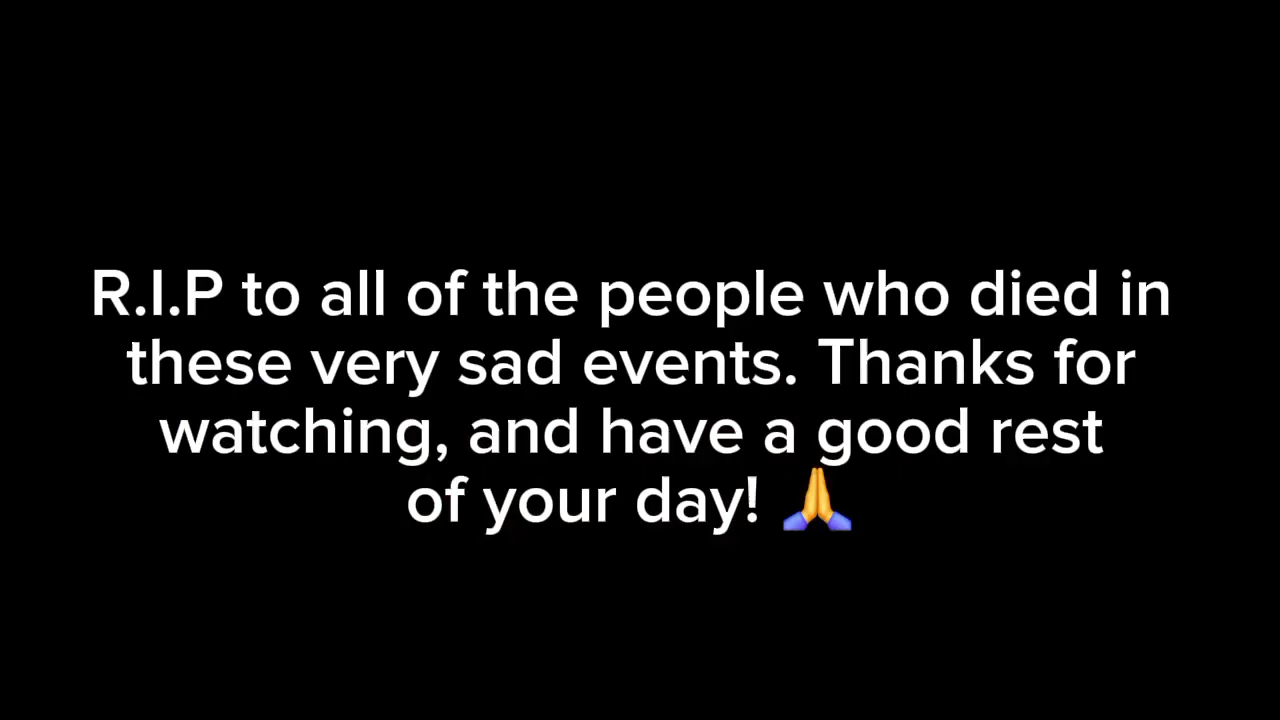 R.I.P to all of the people who died in
these very sad events. Thanks for
watching, and have a good rest
of your day! 🙏